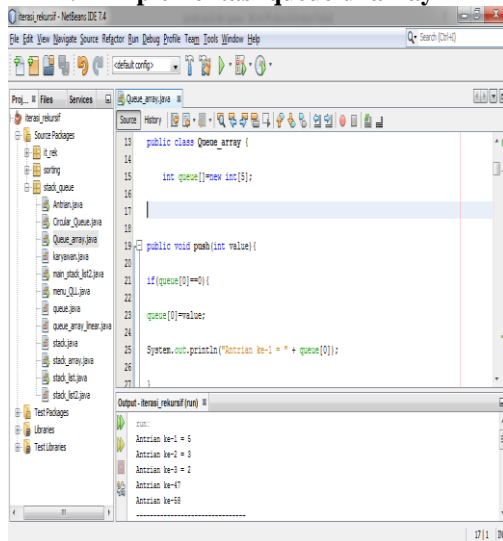 iterasi_rekursif - NetBeans IDE 7.4
File Edit View Navigate Source Refactor Run Debug Profile Team Tools Window Help
Search (Ctrl+I)
<default config>
Proj... Files Services
Queue_array.java
iterasi_rekursif
Source Packages
it_rek
sorting
stack_queue
Antrian.java
Circular_Queue.java
Queue_array.java
karyawan.java
main_stack_list2.java
menu_QLL.java
queue.java
queue_array_linear.java
stack.java
stack_array.java
stack_list.java
stack_list2.java
Test Packages
Libraries
Test Libraries
Source History
13 public class Queue_array {
14
15 int queue[]=new int[5];
16
17
18
19 public void push(int value){
20
21 if(queue[0]==0){
22
23 queue[0]=value;
24
25 System.out.println("Antrian ke-1 = " + queue[0]);
26
27 }
Output - iterasi_rekursif (run)
run:
Antrian ke-1 = 5
Antrian ke-2 = 3
Antrian ke-3 = 2
Antrian ke-47
Antrian ke-58
--------------------------------
17|1